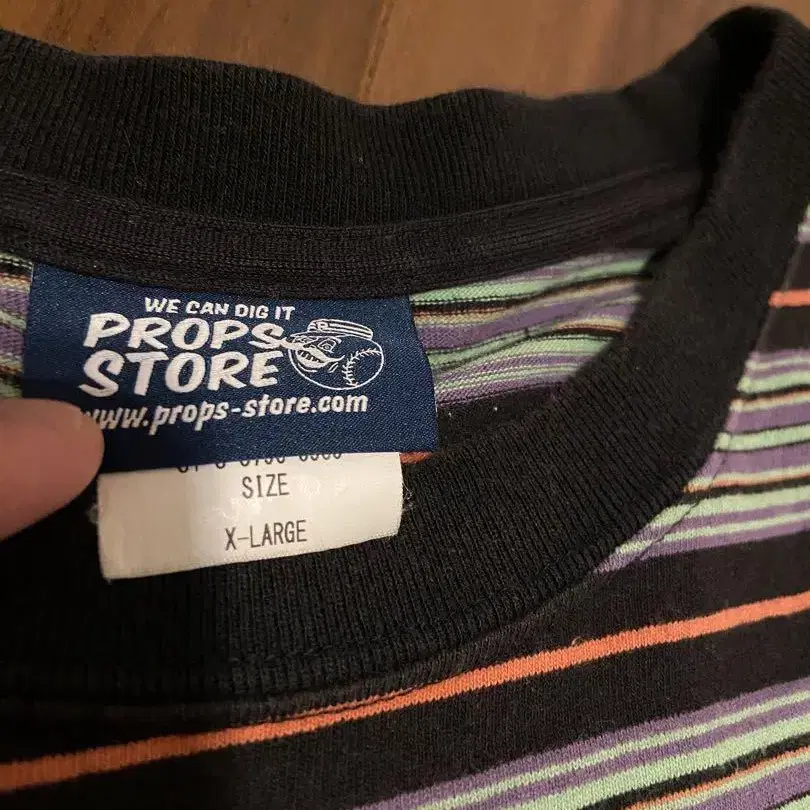 WE CAN DIG IT
PROPS
STORE
www.props-store.com
SIZE
X-LARGE